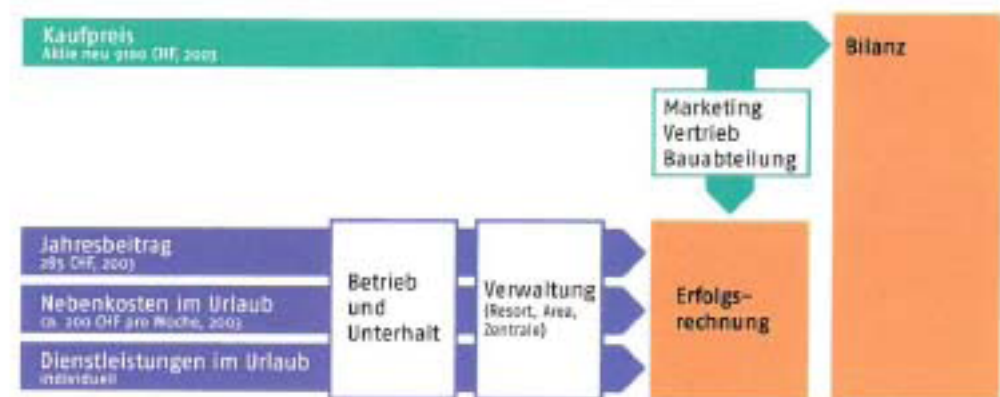 Kaufpreis
Aktie neu 9100 CHF, 2003
Bilanz
Marketing
Vertrieb
Bauabteilung
Jahresbeitrag
285 CHF, 2003
Nebenkosten im Urlaub
ca. 200 CHF pro Woche, 2003
Dienstleistungen im Urlaub
individuell
Betrieb
und
Unterhalt
Verwaltung
(Resort, Area,
Zentrale)
Erfolgs-
rechnung